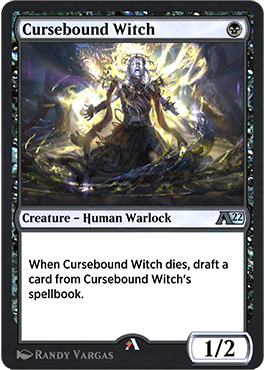 Cursebound Witch
Creature – Human Warlock
A22
When Cursebound Witch dies, draft a
card from Cursebound Witch's
spellbook.
RANDY VARGAS
1/2